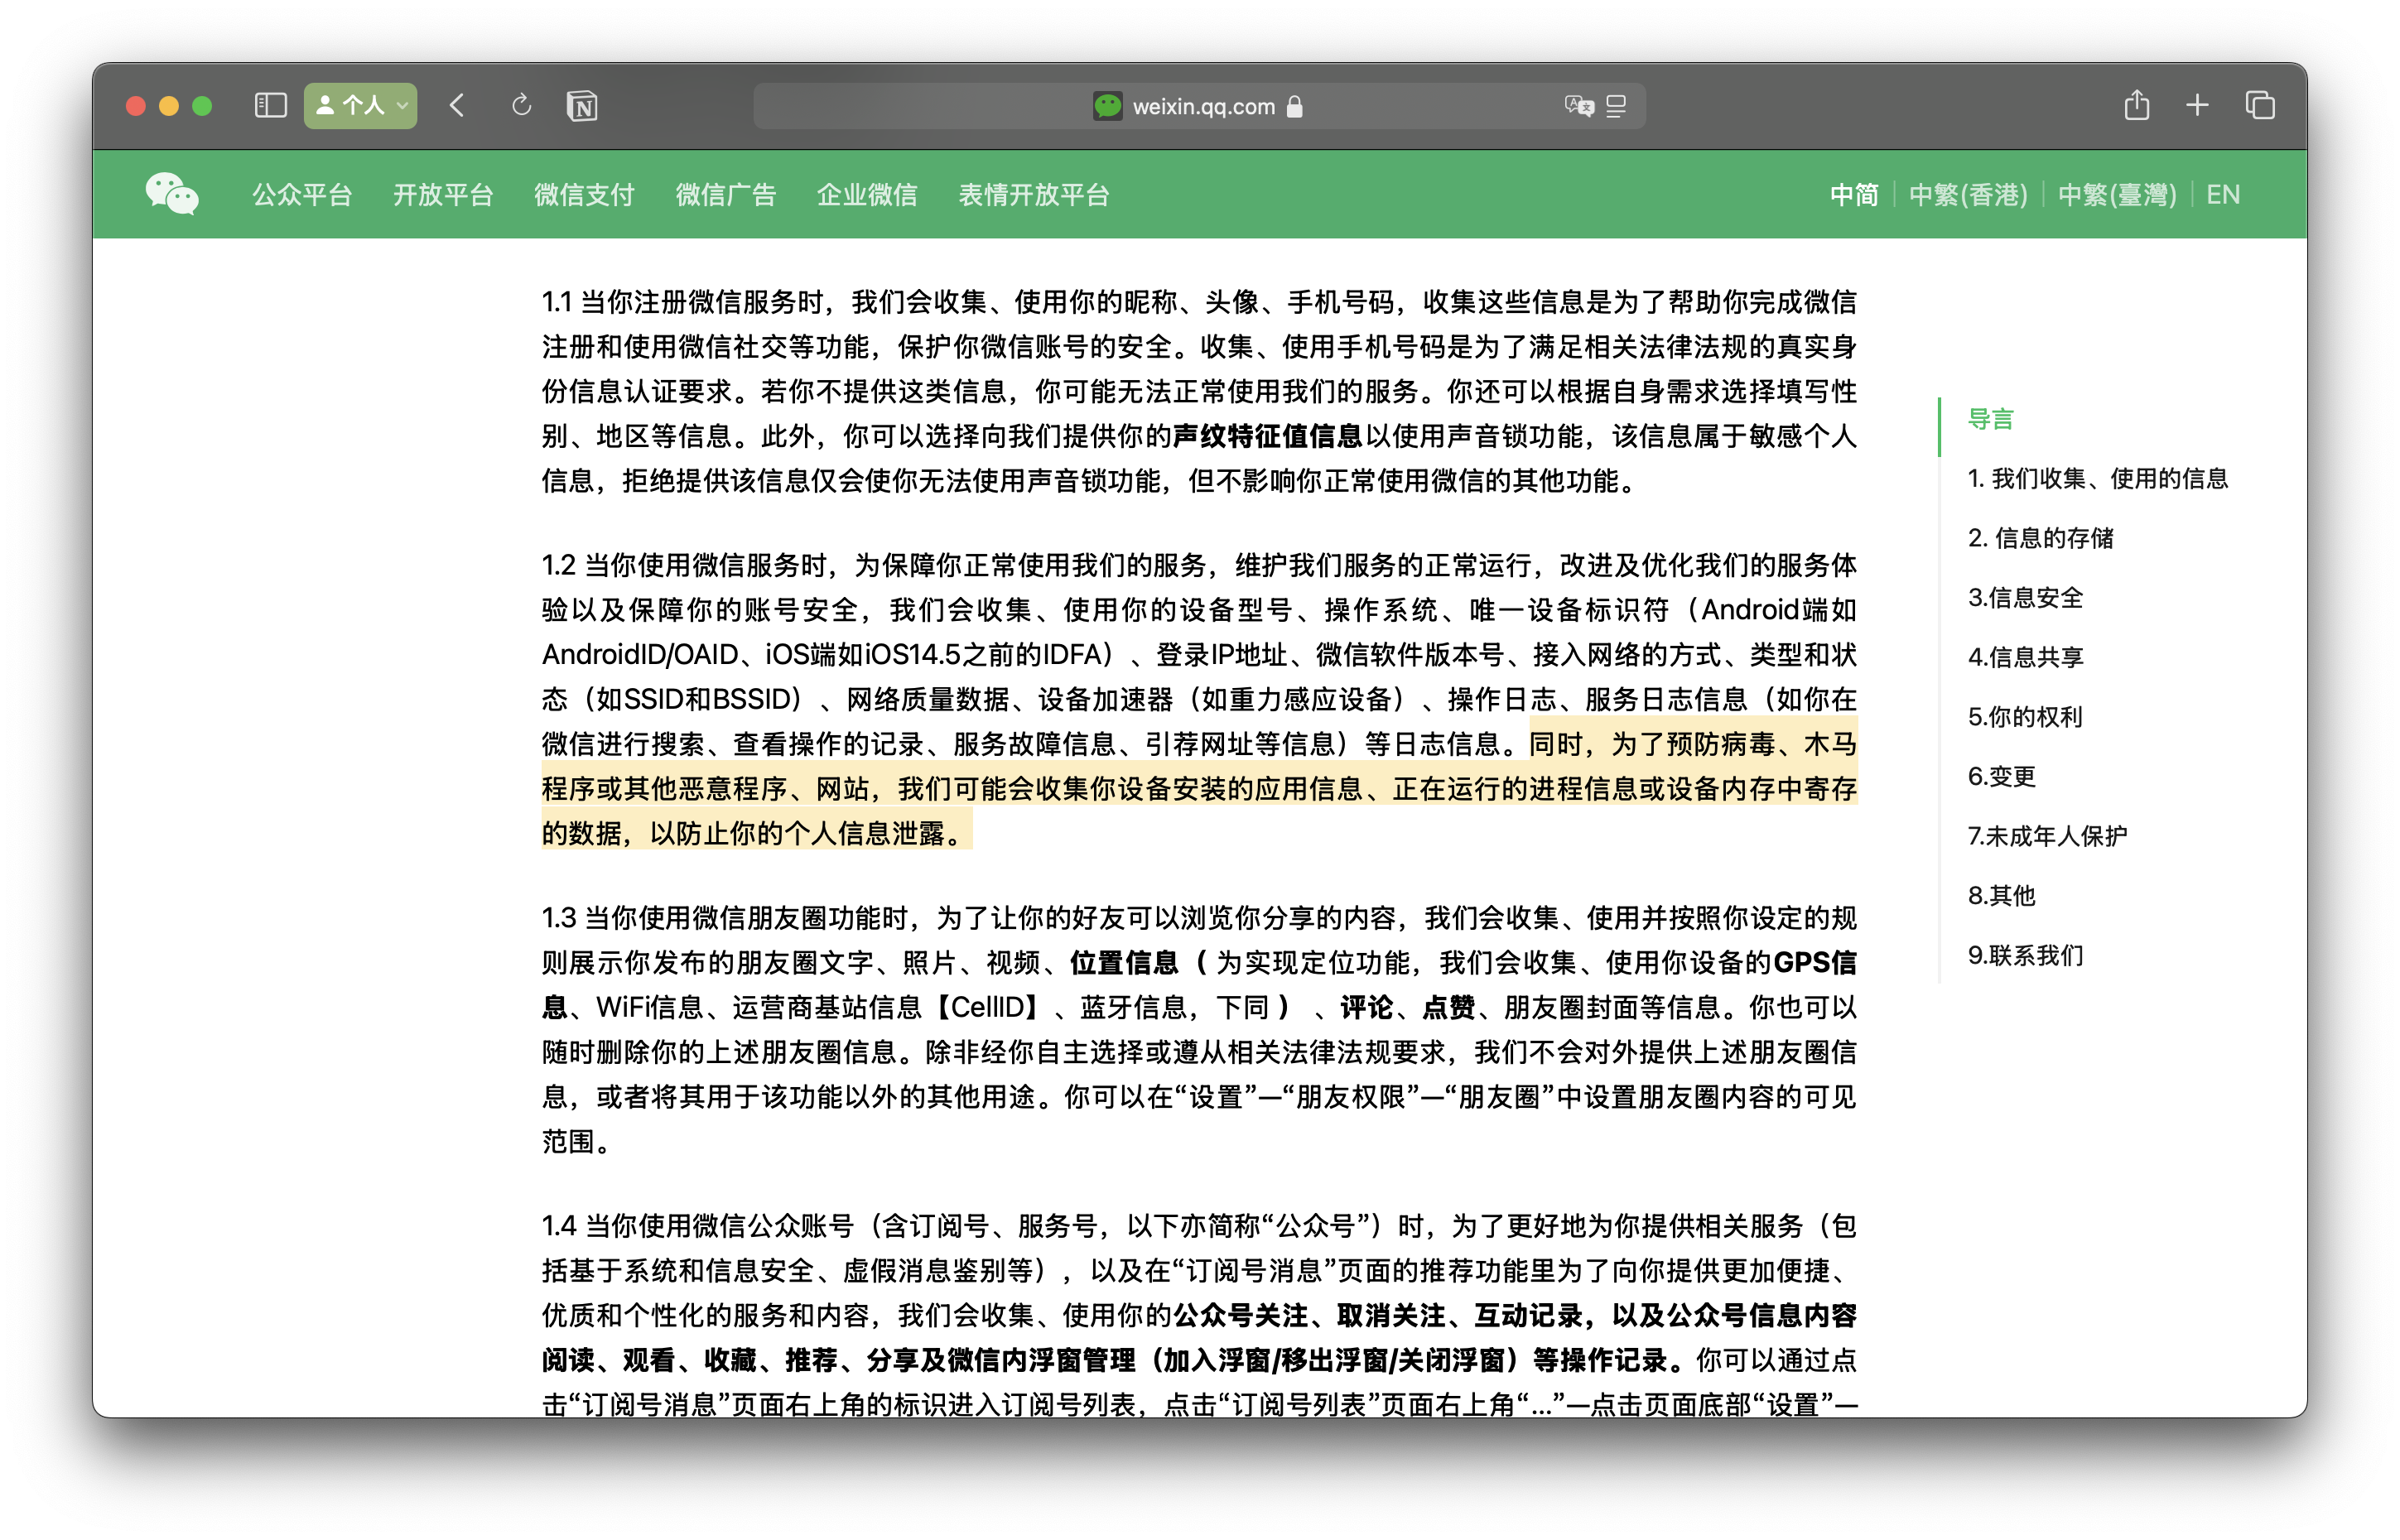 个人
weixin.qq.com
公众平台 开放平台 微信支付 微信广告 企业微信 表情开放平台 中简 中繁(香港) 中繁(臺灣) EN
1.1 当你注册微信服务时，我们会收集、使用你的昵称、头像、手机号码，收集这些信息是为了帮助你完成微信
注册和使用微信社交等功能，保护你微信账号的安全。收集、使用手机号码是为了满足相关法律法规的真实身
份信息认证要求。若你不提供这类信息，你可能无法正常使用我们的服务。你还可以根据自身需求选择填写性
别、地区等信息。此外，你可以选择向我们提供你的声纹特征值信息以使用声音锁功能，该信息属于敏感个人
信息，拒绝提供该信息仅会使你无法使用声音锁功能，但不影响你正常使用微信的其他功能。
1.2 当你使用微信服务时，为保障你正常使用我们的服务，维护我们服务的正常运行，改进及优化我们的服务体
验以及保障你的账号安全，我们会收集、使用你的设备型号、操作系统、唯一设备标识符（Android端如
AndroidID/OAID、iOS端如iOS14.5之前的IDFA）、登录IP地址、微信软件版本号、接入网络的方式、类型和状
态（如SSID和BSSID）、网络质量数据、设备加速器（如重力感应设备）、操作日志、服务日志信息（如你在
微信进行搜索、查看操作的记录、服务故障信息、引荐网址等信息）等日志信息。同时，为了预防病毒、木马
程序或其他恶意程序、网站，我们可能会收集你设备安装的应用信息、正在运行的进程信息或设备内存中寄存
的数据，以防止你的个人信息泄露。
1.3 当你使用微信朋友圈功能时，为了让你的好友可以浏览你分享的内容，我们会收集、使用并按照你设定的规
则展示你发布的朋友圈文字、照片、视频、位置信息（ 为实现定位功能，我们会收集、使用你设备的GPS信
息、WiFi信息、运营商基站信息【CellID】、蓝牙信息，下同 ） 、评论、点赞、朋友圈封面等信息。你也可以
随时删除你的上述朋友圈信息。除非经你自主选择或遵从相关法律法规要求，我们不会对外提供上述朋友圈信
息，或者将其用于该功能以外的其他用途。你可以在“设置”—“朋友权限”—“朋友圈”中设置朋友圈内容的可见
范围。
1.4 当你使用微信公众账号（含订阅号、服务号，以下亦简称“公众号”）时，为了更好地为你提供相关服务（包
括基于系统和信息安全、虚假消息鉴别等），以及在“订阅号消息”页面的推荐功能里为了向你提供更加便捷、
优质和个性化的服务和内容，我们会收集、使用你的公众号关注、取消关注、互动记录，以及公众号信息内容
阅读、观看、收藏、推荐、分享及微信内浮窗管理（加入浮窗/移出浮窗/关闭浮窗）等操作记录。你可以通过点
击“订阅号消息”页面右上角的标识进入订阅号列表，点击“订阅号列表”页面右上角“...”—点击页面底部“设置”—
导言
1. 我们收集、使用的信息
2. 信息的存储
3.信息安全
4.信息共享
5.你的权利
6.变更
7.未成年人保护
8.其他
9.联系我们